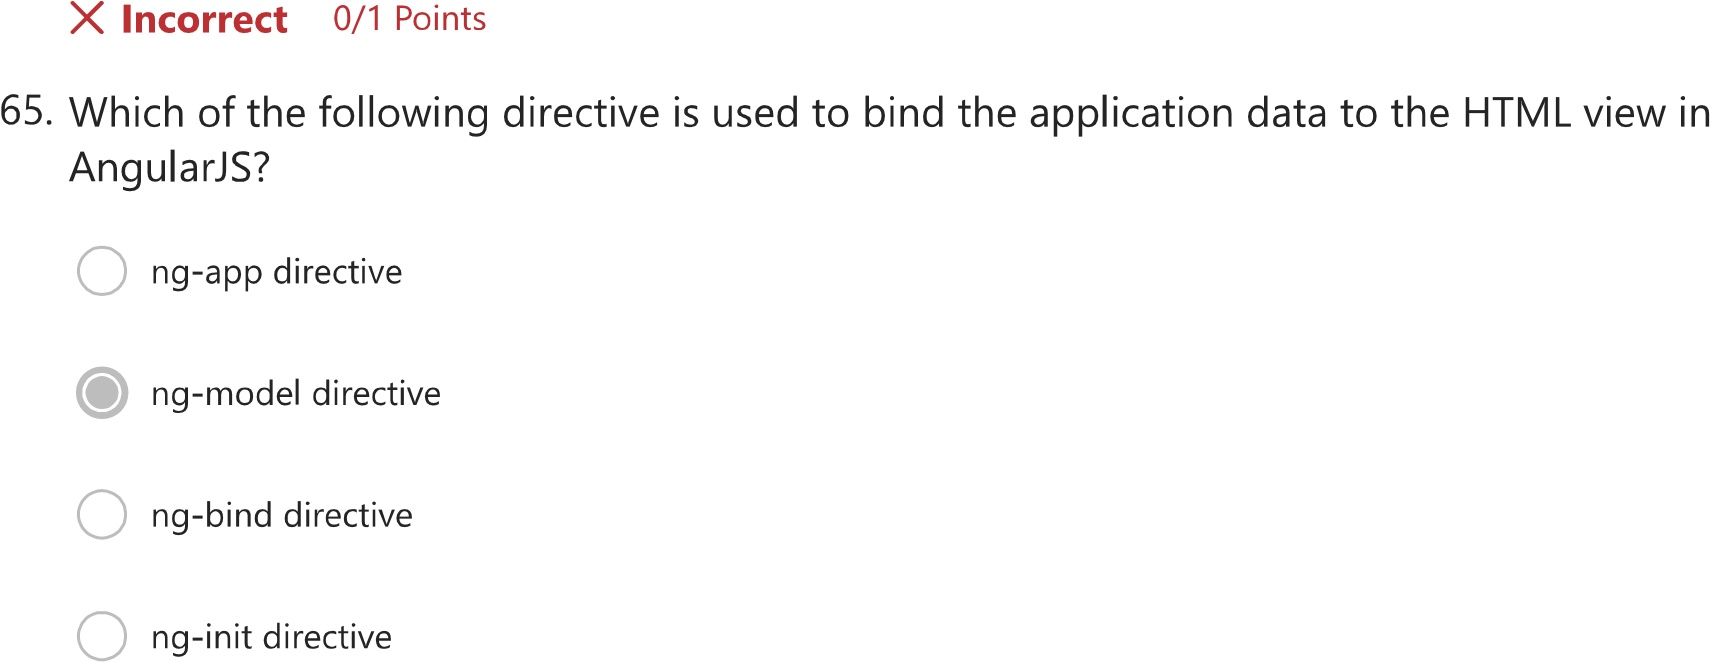 Incorrect 0/1 Points
65. Which of the following directive is used to bind the application data to the HTML view in
AngularJS?
ng-app directive
ng-model directive
ng-bind directive
ng-init directive